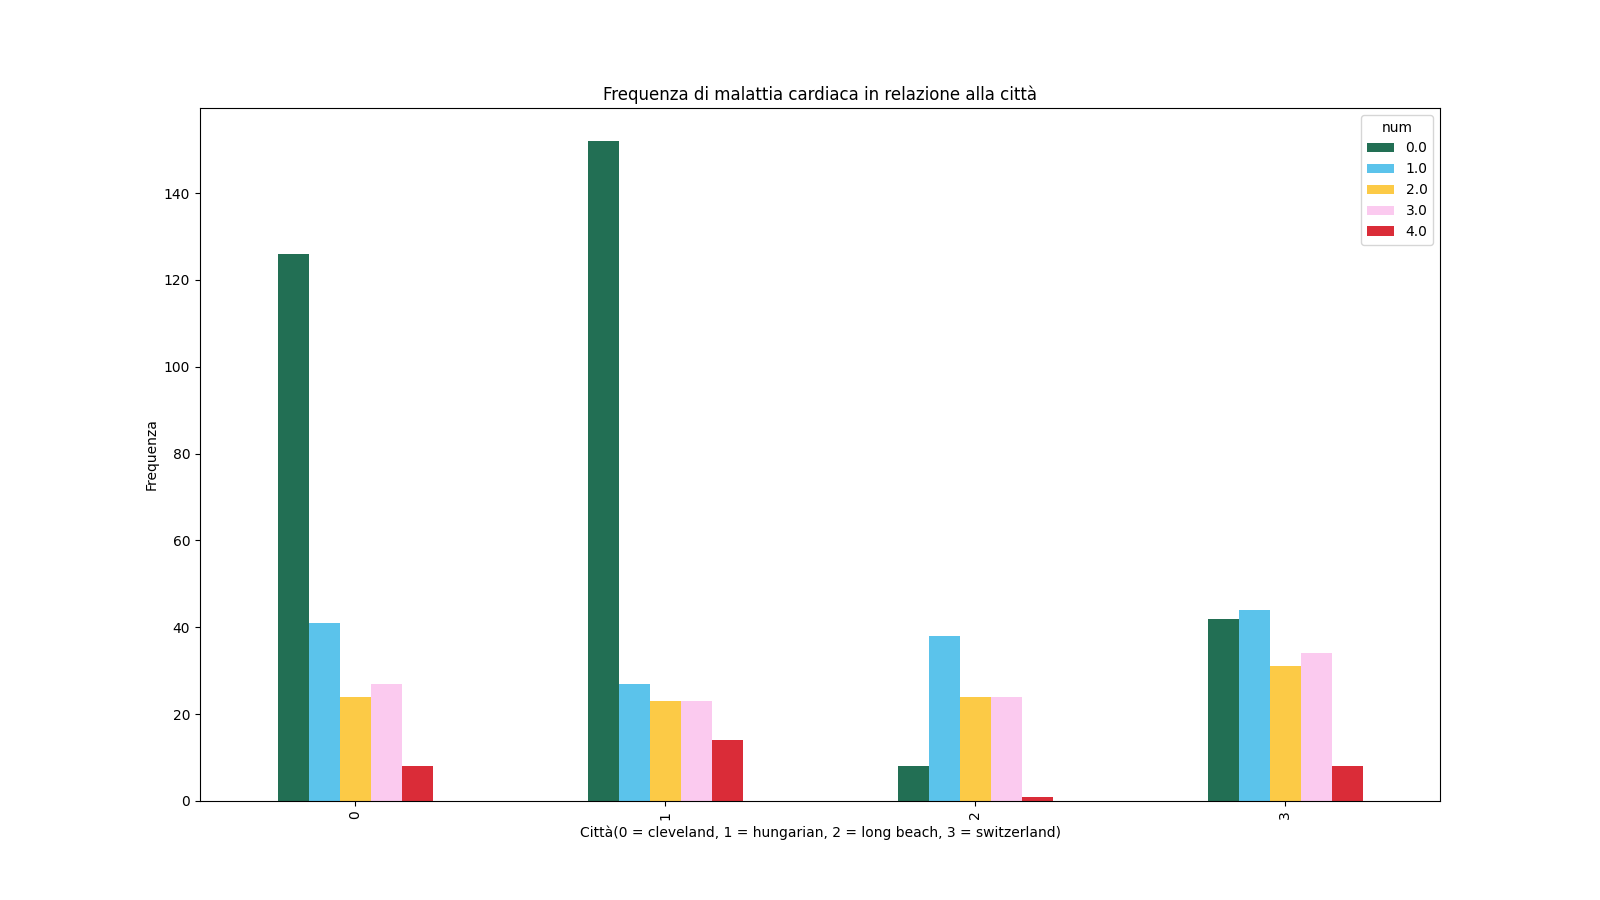 Frequenza di malattia cardiaca in relazione alla città
num
0.0
1.0
2.0
3.0
4.0
Frequenza
140
120
100
80
60
40
20
0
0 1 2 3
Città(0 = cleveland, 1 = hungarian, 2 = long beach, 3 = switzerland)